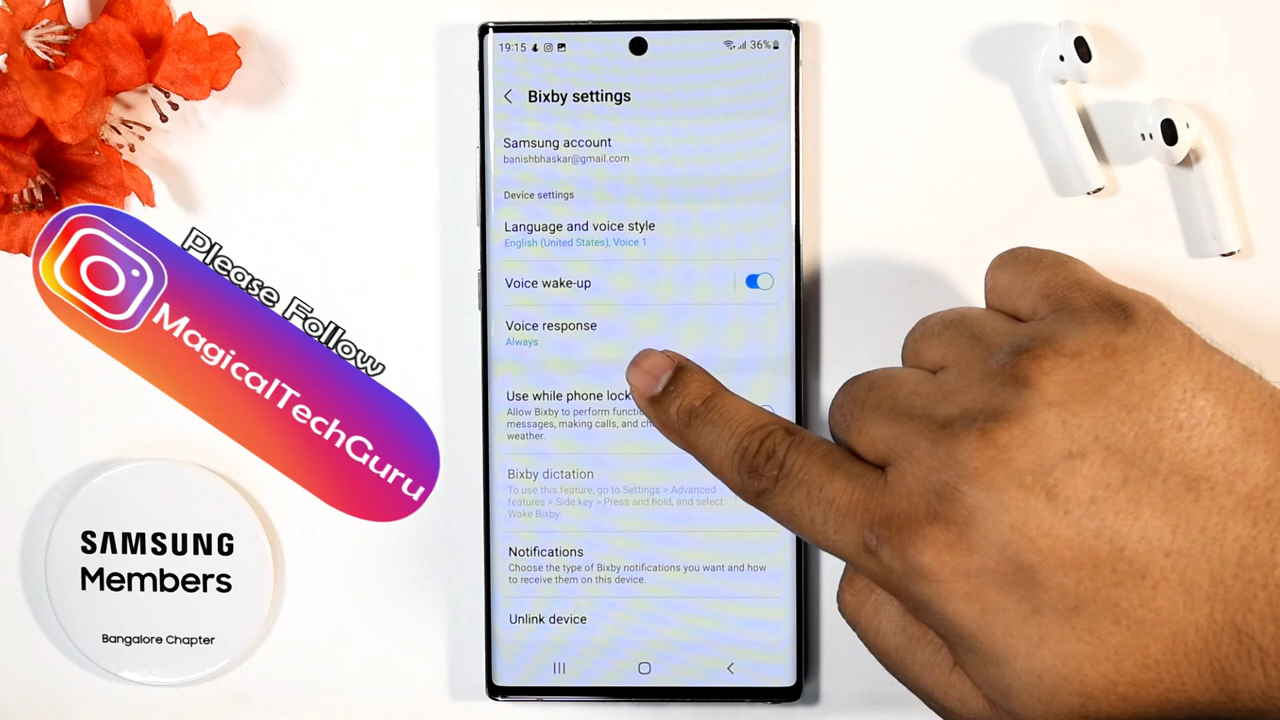 19:15
36%
Bixby settings
Samsung account
banishbhaskar@gmail.com
Device settings
Language and voice style
English (United States), Voice 1
Voice wake-up
Voice response
Always
Use while phone lock
Allow Bixby to perform
messages, making calls, and
weather.
Bixby dictation
To use this feature, go to Settings > Advanced
features > Side key > Press and hold, and select
Wake Bixby.
Notifications
Choose the type of Bixby notifications you want and how
to receive them on this device.
Unlink device
Please Follow
MagicalTechGuru
SAMSUNG
Members
Bangalore Chapter